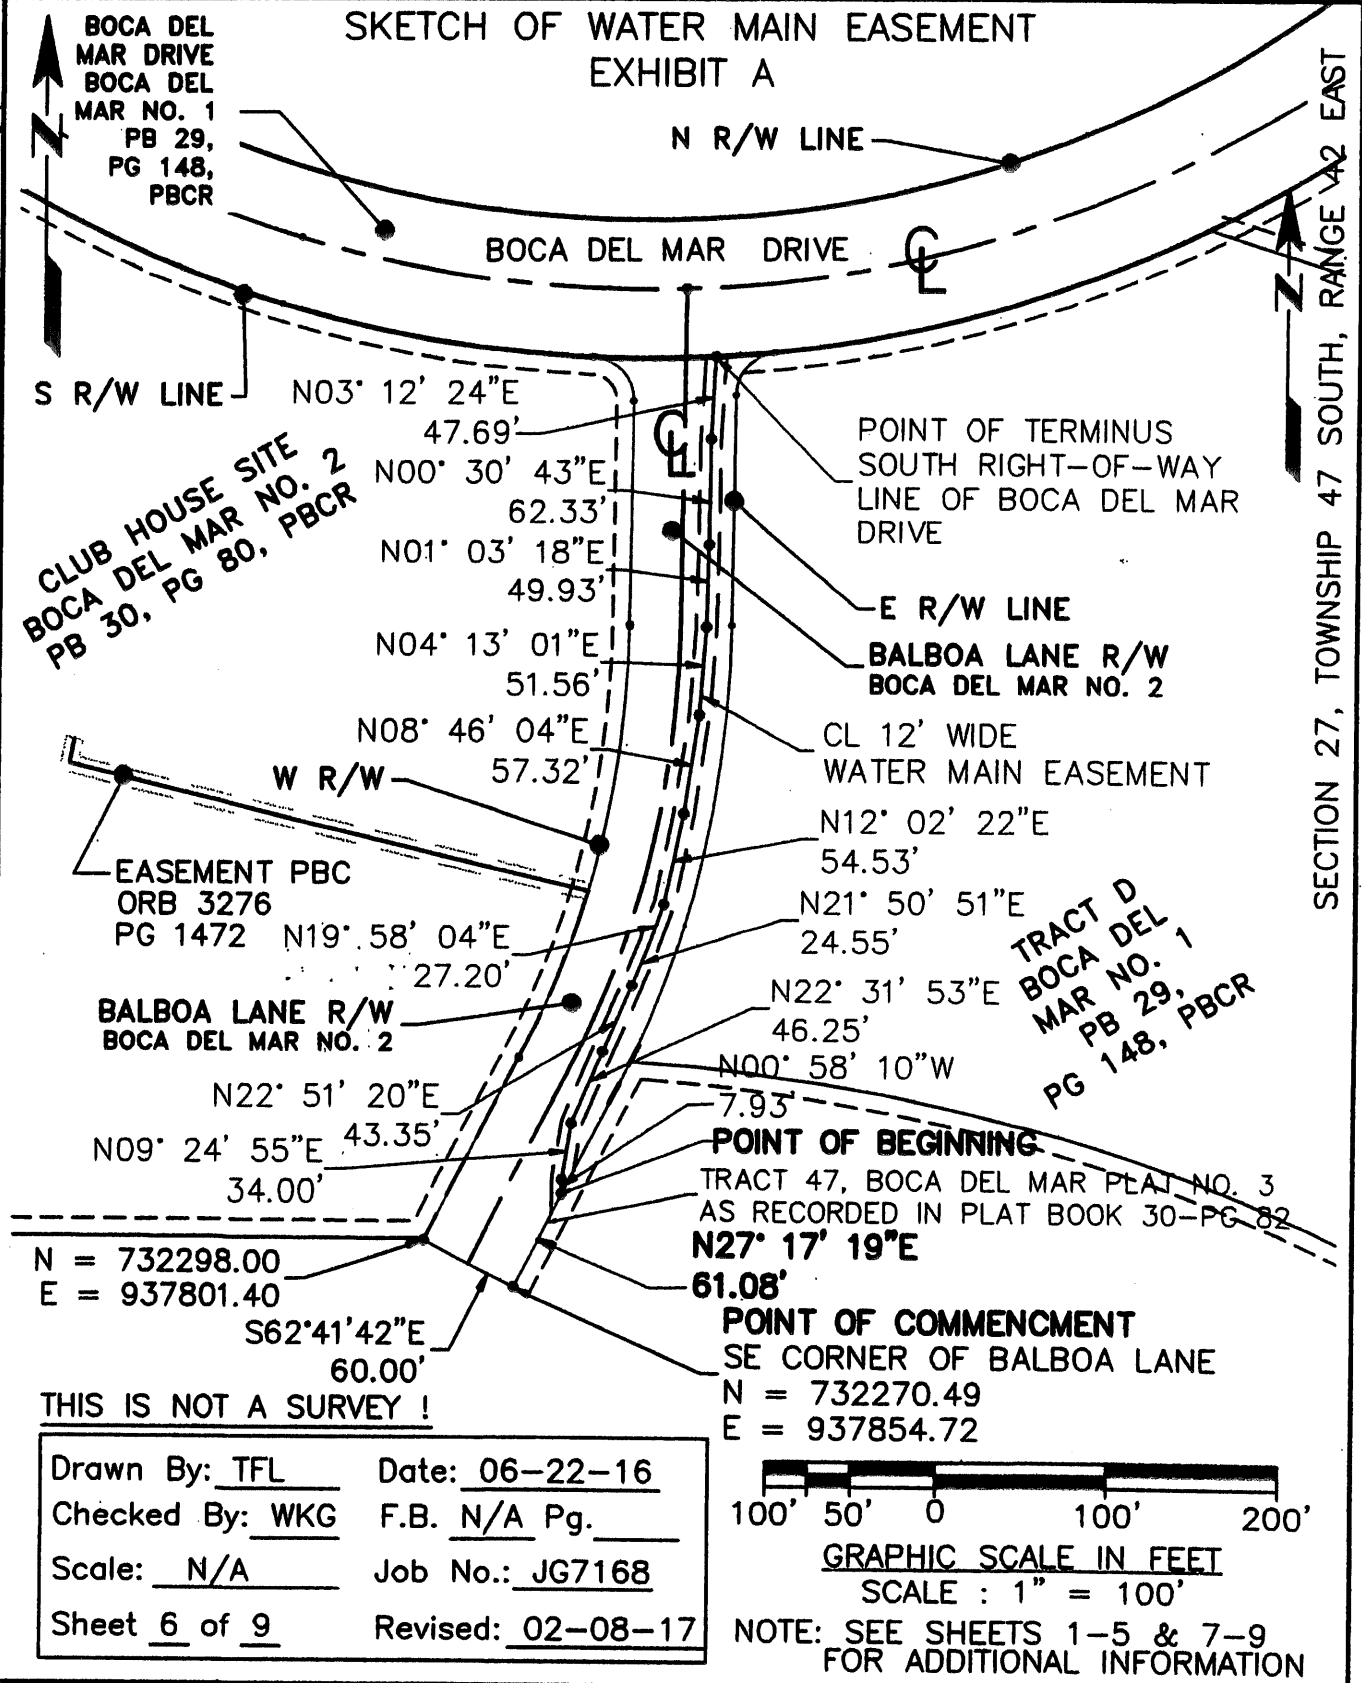 SKETCH OF WATER MAIN EASEMENT
EXHIBIT A
BOCA DEL
MAR DRIVE
BOCA DEL
MAR NO. 1
PB 29,
PG 148,
PBCR
N
N R/W LINE
BOCA DEL MAR DRIVE
CL
N
SECTION 27, TOWNSHIP 47 SOUTH, RANGE 42 EAST
S R/W LINE
N03° 12' 24"E
47.69'
CL
N00° 30' 43"E
62.33'
N01° 03' 18"E
49.93'
N04° 13' 01"E
51.56'
N08° 46' 04"E
57.32'
CLUB HOUSE SITE
BOCA DEL MAR NO. 2
PB 30, PG 80, PBCR
POINT OF TERMINUS
SOUTH RIGHT-OF-WAY
LINE OF BOCA DEL MAR
DRIVE
E R/W LINE
BALBOA LANE R/W
BOCA DEL MAR NO. 2
CL 12' WIDE
WATER MAIN EASEMENT
W R/W
N12° 02' 22"E
54.53'
EASEMENT PBC
ORB 3276
PG 1472
N19° 58' 04"E
27.20'
N21° 50' 51"E
24.55'
TRACT D
BOCA DEL
MAR NO. 1
PB 29,
PG 148, PBCR
BALBOA LANE R/W
BOCA DEL MAR NO. 2
N22° 31' 53"E
46.25'
N22° 51' 20"E
43.35'
N00° 58' 10"W
7.93'
N09° 24' 55"E
34.00'
POINT OF BEGINNING
TRACT 47, BOCA DEL MAR PLAT NO. 3
AS RECORDED IN PLAT BOOK 30-PG 82
N27° 17' 19"E
61.08'
N = 732298.00
E = 937801.40
S62°41'42"E
60.00'
POINT OF COMMENCMENT
SE CORNER OF BALBOA LANE
N = 732270.49
E = 937854.72
THIS IS NOT A SURVEY !
Drawn By: TFL Date: 06-22-16
Checked By: WKG F.B. N/A Pg.
Scale: N/A Job No.: JG7168
Sheet 6 of 9 Revised: 02-08-17
100' 50' 0 100' 200'
GRAPHIC SCALE IN FEET
SCALE : 1" = 100'
NOTE: SEE SHEETS 1-5 & 7-9
FOR ADDITIONAL INFORMATION